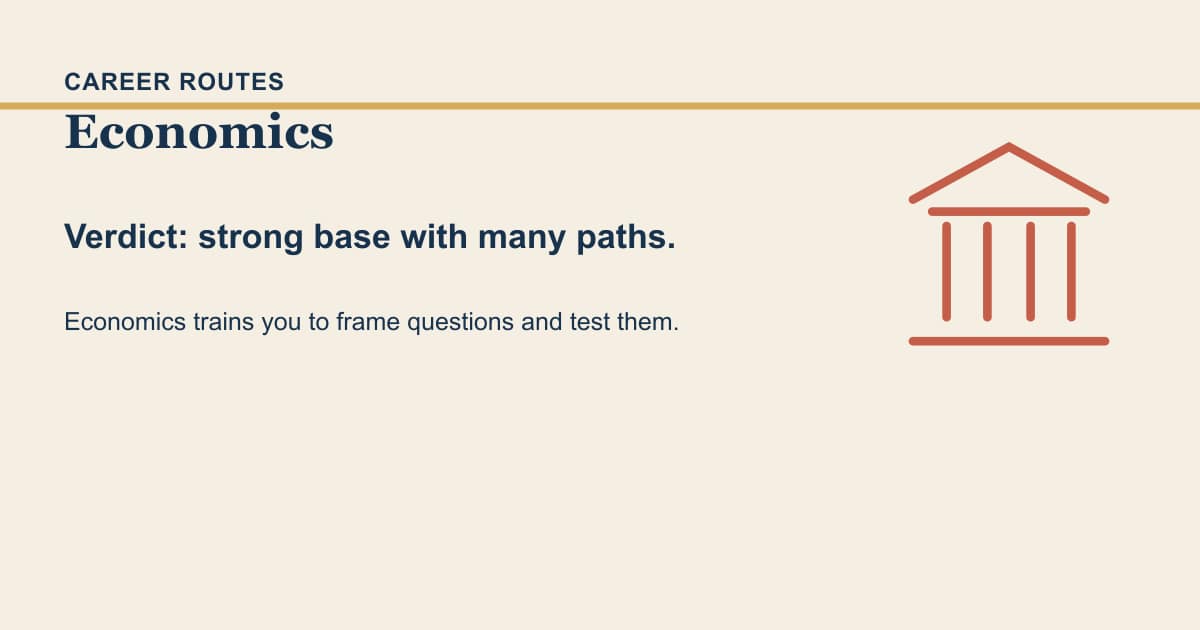 CAREER ROUTES
Economics
Verdict: strong base with many paths.
Economics trains you to frame questions and test them.